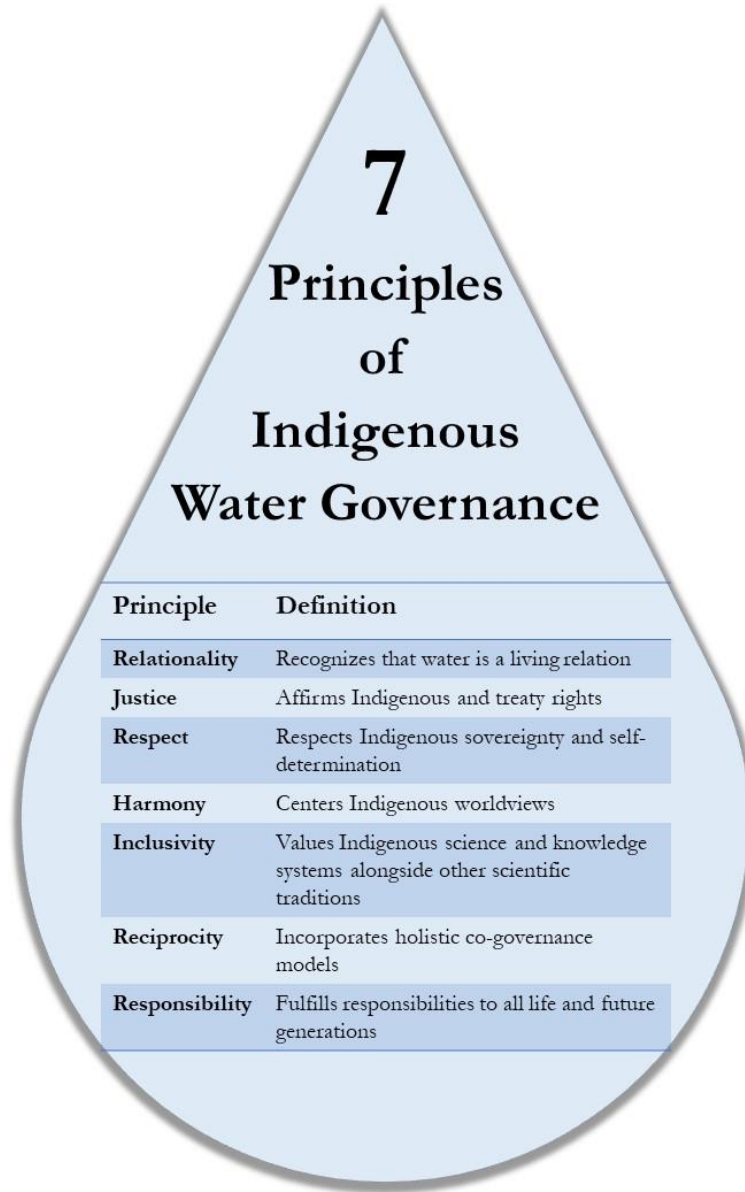 7
Principles
of
Indigenous
Water Governance
Principle Definition
Relationality Recognizes that water is a living relation
Justice Affirms Indigenous and treaty rights
Respect Respects Indigenous sovereignty and self-
determination
Harmony Centers Indigenous worldviews
Inclusivity Values Indigenous science and knowledge
systems alongside other scientific
traditions
Reciprocity Incorporates holistic co-governance
models
Responsibility Fulfills responsibilities to all life and future
generations